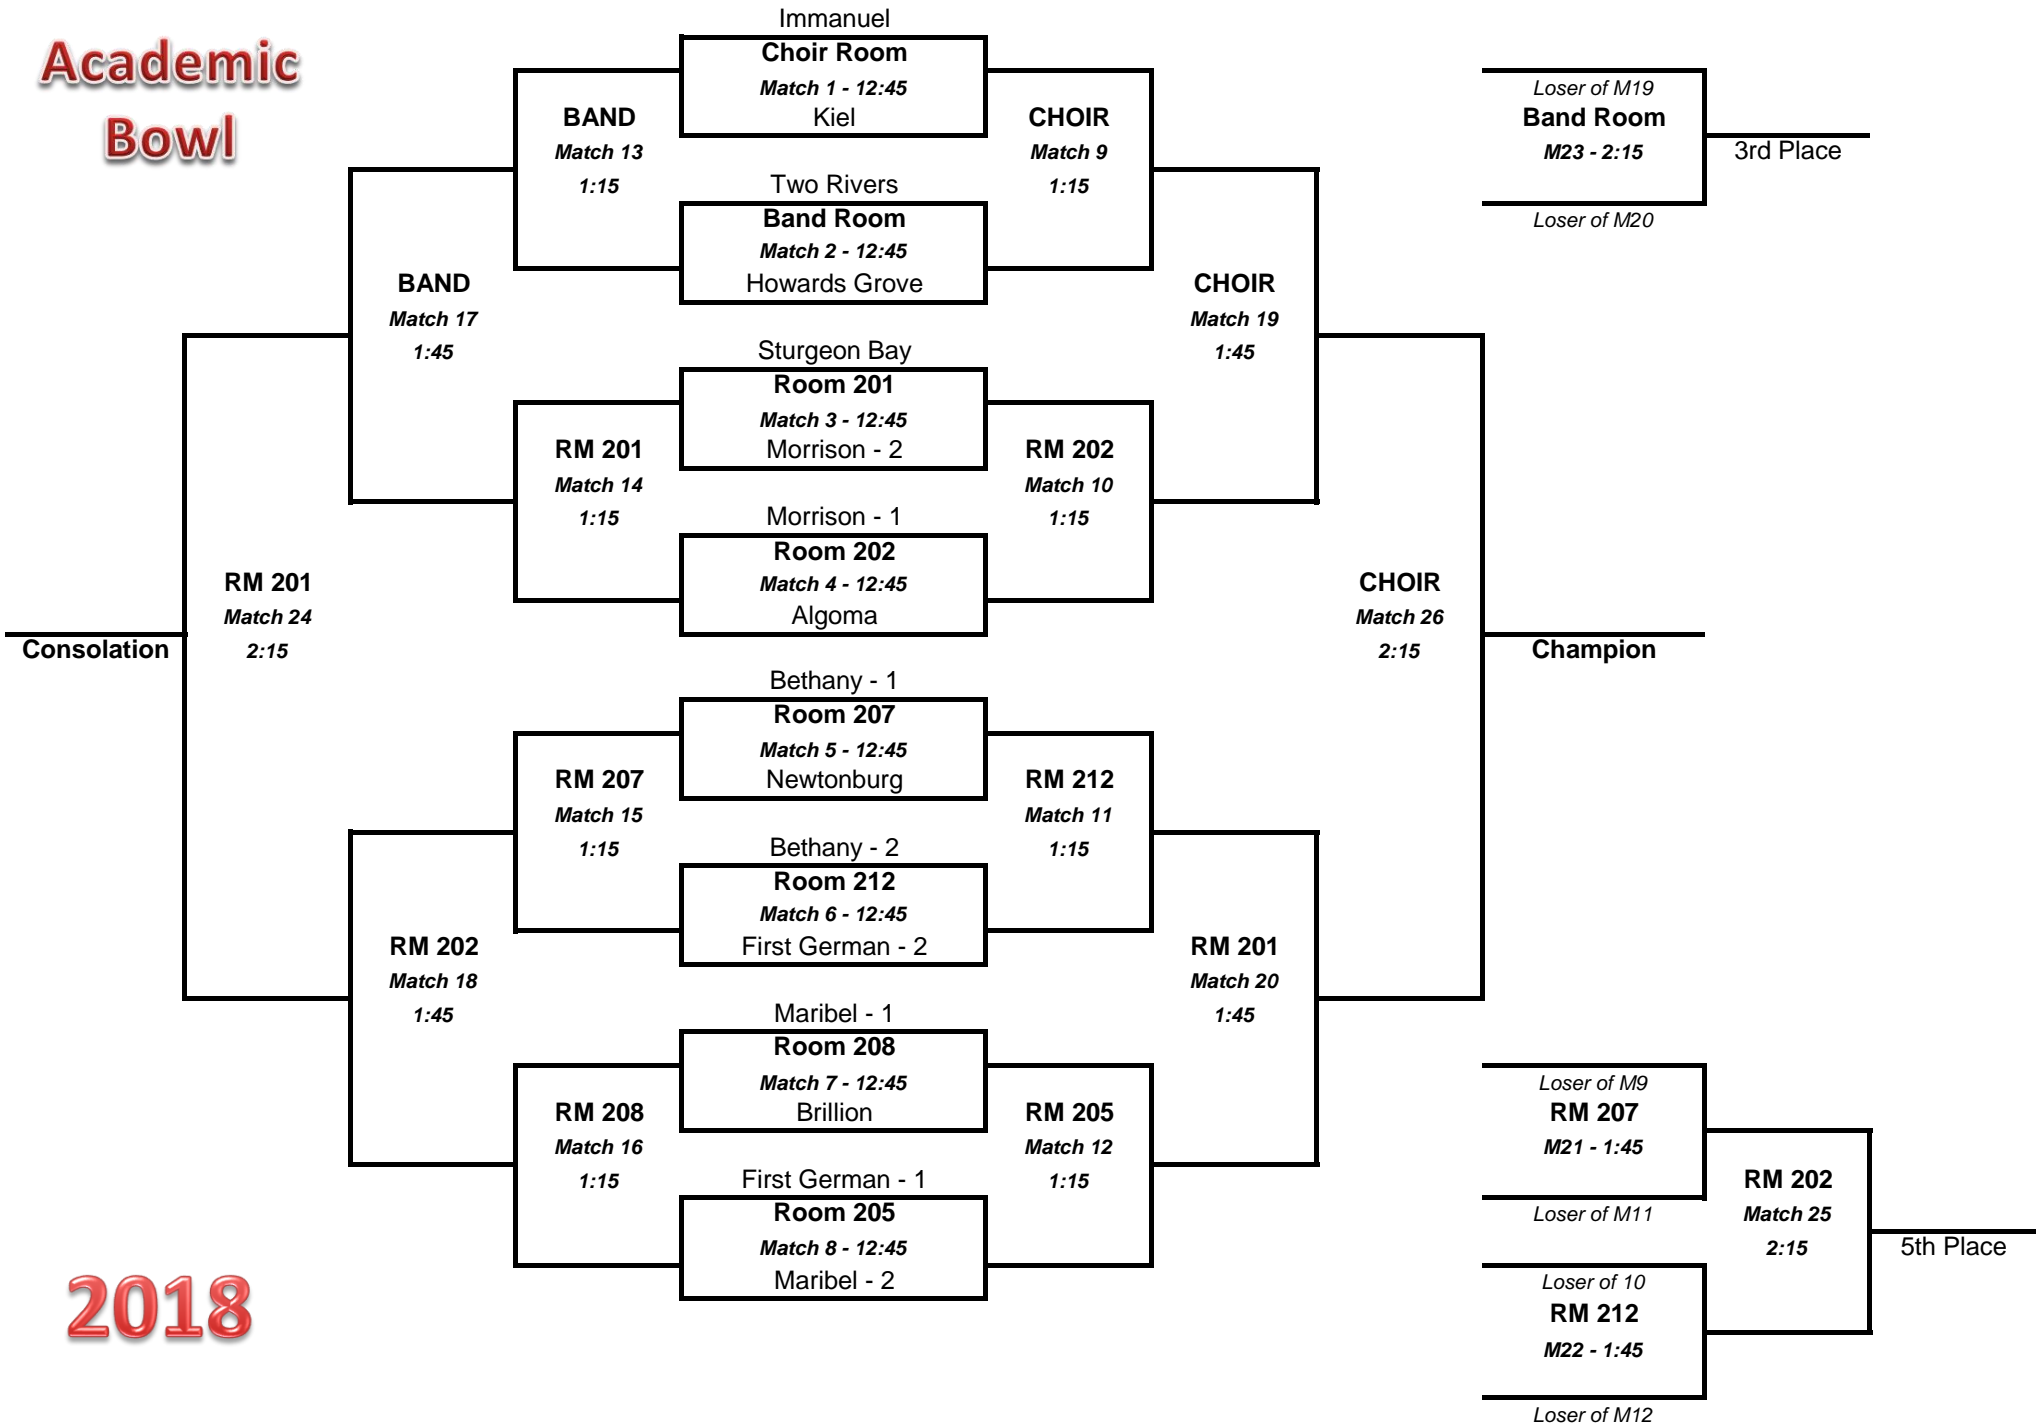 Academic
Bowl
Immanuel
Choir Room
Match 1 - 12:45
Kiel
Two Rivers
Band Room
Match 2 - 12:45
Howards Grove
Sturgeon Bay
Room 201
Match 3 - 12:45
Morrison - 2
Morrison - 1
Room 202
Match 4 - 12:45
Algoma
Bethany - 1
Room 207
Match 5 - 12:45
Newtonburg
Bethany - 2
Room 212
Match 6 - 12:45
First German - 2
Maribel - 1
Room 208
Match 7 - 12:45
Brillion
First German - 1
Room 205
Match 8 - 12:45
Maribel - 2
BAND
Match 13
1:15
RM 201
Match 14
1:15
RM 207
Match 15
1:15
RM 208
Match 16
1:15
BAND
Match 17
1:45
RM 202
Match 18
1:45
RM 201
Match 24
2:15
Consolation
CHOIR
Match 9
1:15
RM 202
Match 10
1:15
RM 212
Match 11
1:15
RM 205
Match 12
1:15
CHOIR
Match 19
1:45
RM 201
Match 20
1:45
CHOIR
Match 26
2:15
Champion
Loser of M19
Band Room
M23 - 2:15
Loser of M20
3rd Place
Loser of M9
RM 207
M21 - 1:45
Loser of M11
Loser of 10
RM 212
M22 - 1:45
Loser of M12
RM 202
Match 25
2:15
5th Place
2018